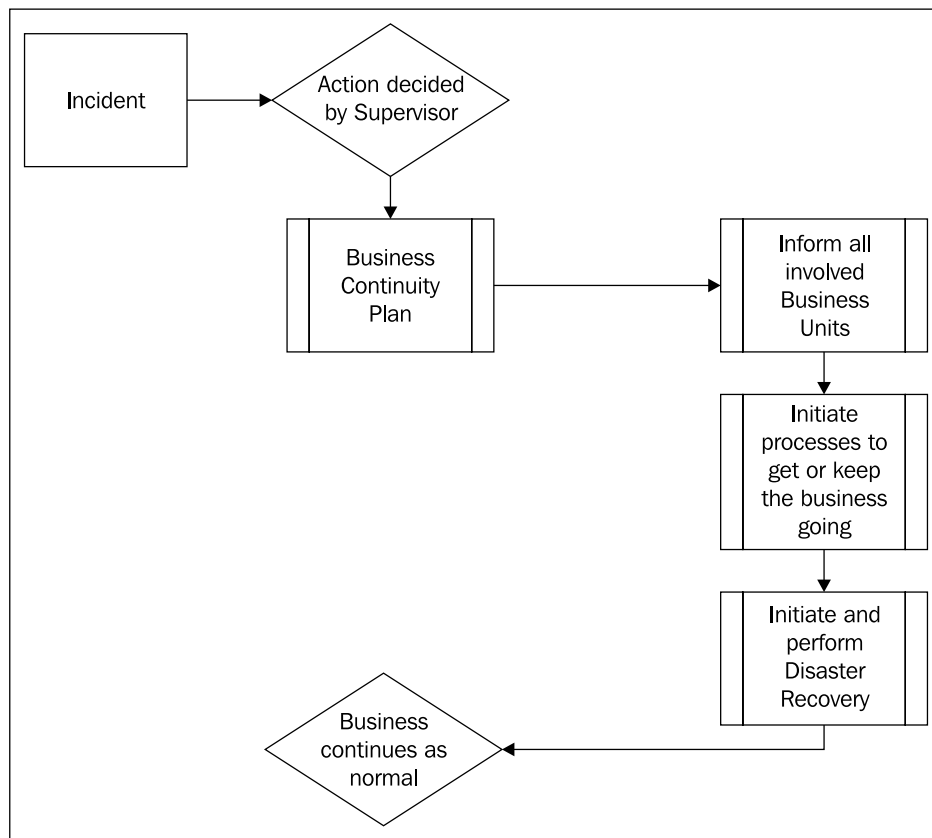 Incident
Action decided
by Supervisor
Business
Continuity
Plan
Inform all
involved
Business
Units
Initiate
processes to
get or keep
the business
going
Initiate and
perform
Disaster
Recovery
Business
continues as
normal